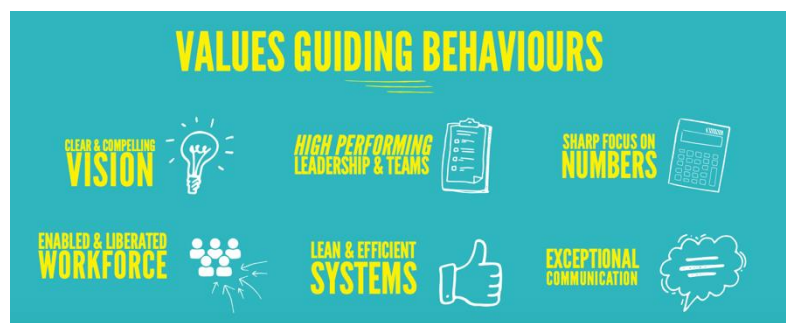 VALUES GUIDING BEHAVIOURS
CLEAR & COMPELLING
VISION
HIGH PERFORMING
LEADERSHIP & TEAMS
SHARP FOCUS ON
NUMBERS
ENABLED & LIBERATED
WORKFORCE
LEAN & EFFICIENT
SYSTEMS
EXCEPTIONAL
COMMUNICATION